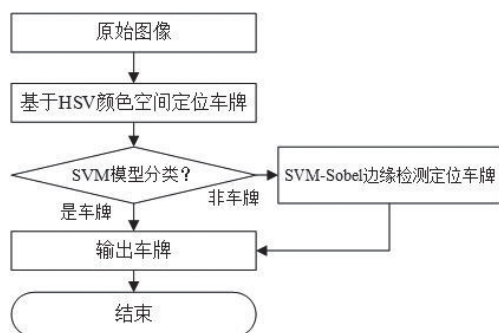 原始图像
基于HSV颜色空间定位车牌
SVM模型分类?
非车牌
SVM-Sobel边缘检测定位车牌
是车牌
输出车牌
结束